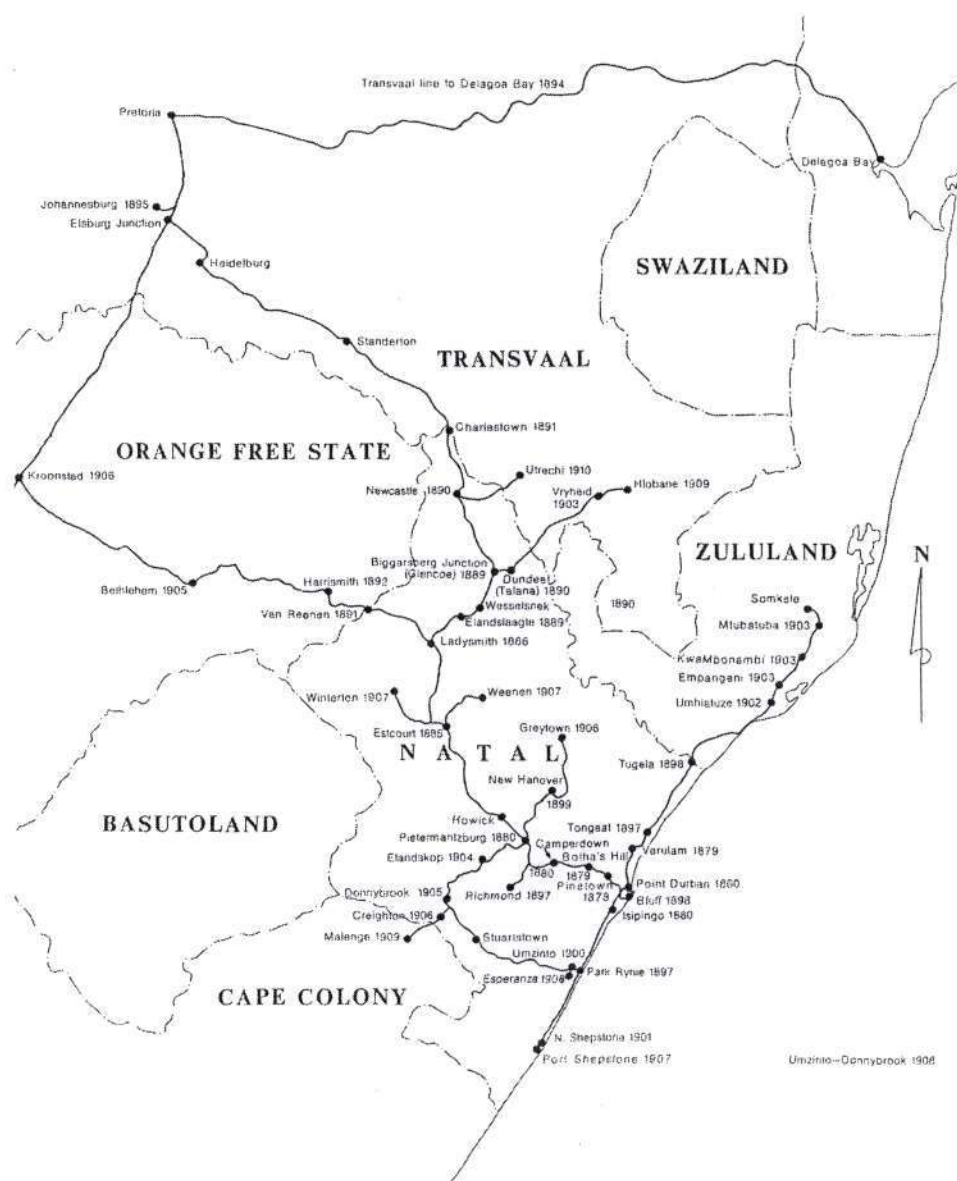 Transvaal line to Delagoa Bay 1894
Pretoria
Delagoa Bay
Johannesburg 1895
Elsburg Junction
Heidelburg
SWAZILAND
Standerton
TRANSVAAL
Charlestown 1891
ORANGE FREE STATE
Kroonstad 1906
Utrecht 1910
Newcastle 1890
Vryheid
1903
Hlobane 1909
ZULULAND
N
Biggarsberg Junction
(Glencoe)
1889
Dundee
(Talana) 1890
Bethlehem 1905
Harrismith 1892
Van Reenen 1891
Wesselsnek
Elandslaagte 1889
1890
Somkele
Mtubatuba 1903
Ladysmith 1886
KwaMbonambi 1903
Empangeni 1903
Umhlatuze 1902
Winterton 1907
Weenen 1907
Estcourt 1885
Greytown 1906
NATAL
Tugela 1898
New Hanover
1899
BASUTOLAND
Howick
Pietermaritzburg 1880
Camperdown
Botha's Hill
Tongaat 1897
Verulam 1879
Elandskop 1904
1880
1879
Pinetown
1878
Point Durban 1860
Bluff 1898
Richmond 1897
Isipingo 1880
Donnybrook 1905
Creighton 1906
Malenge 1909
Stuartstown
Umzinto 1900
Esperanza 1908
Park Rynie 1897
CAPE COLONY
N. Shepstone 1901
Port Shepstone 1907
Umzinto–Donnybrook 1908